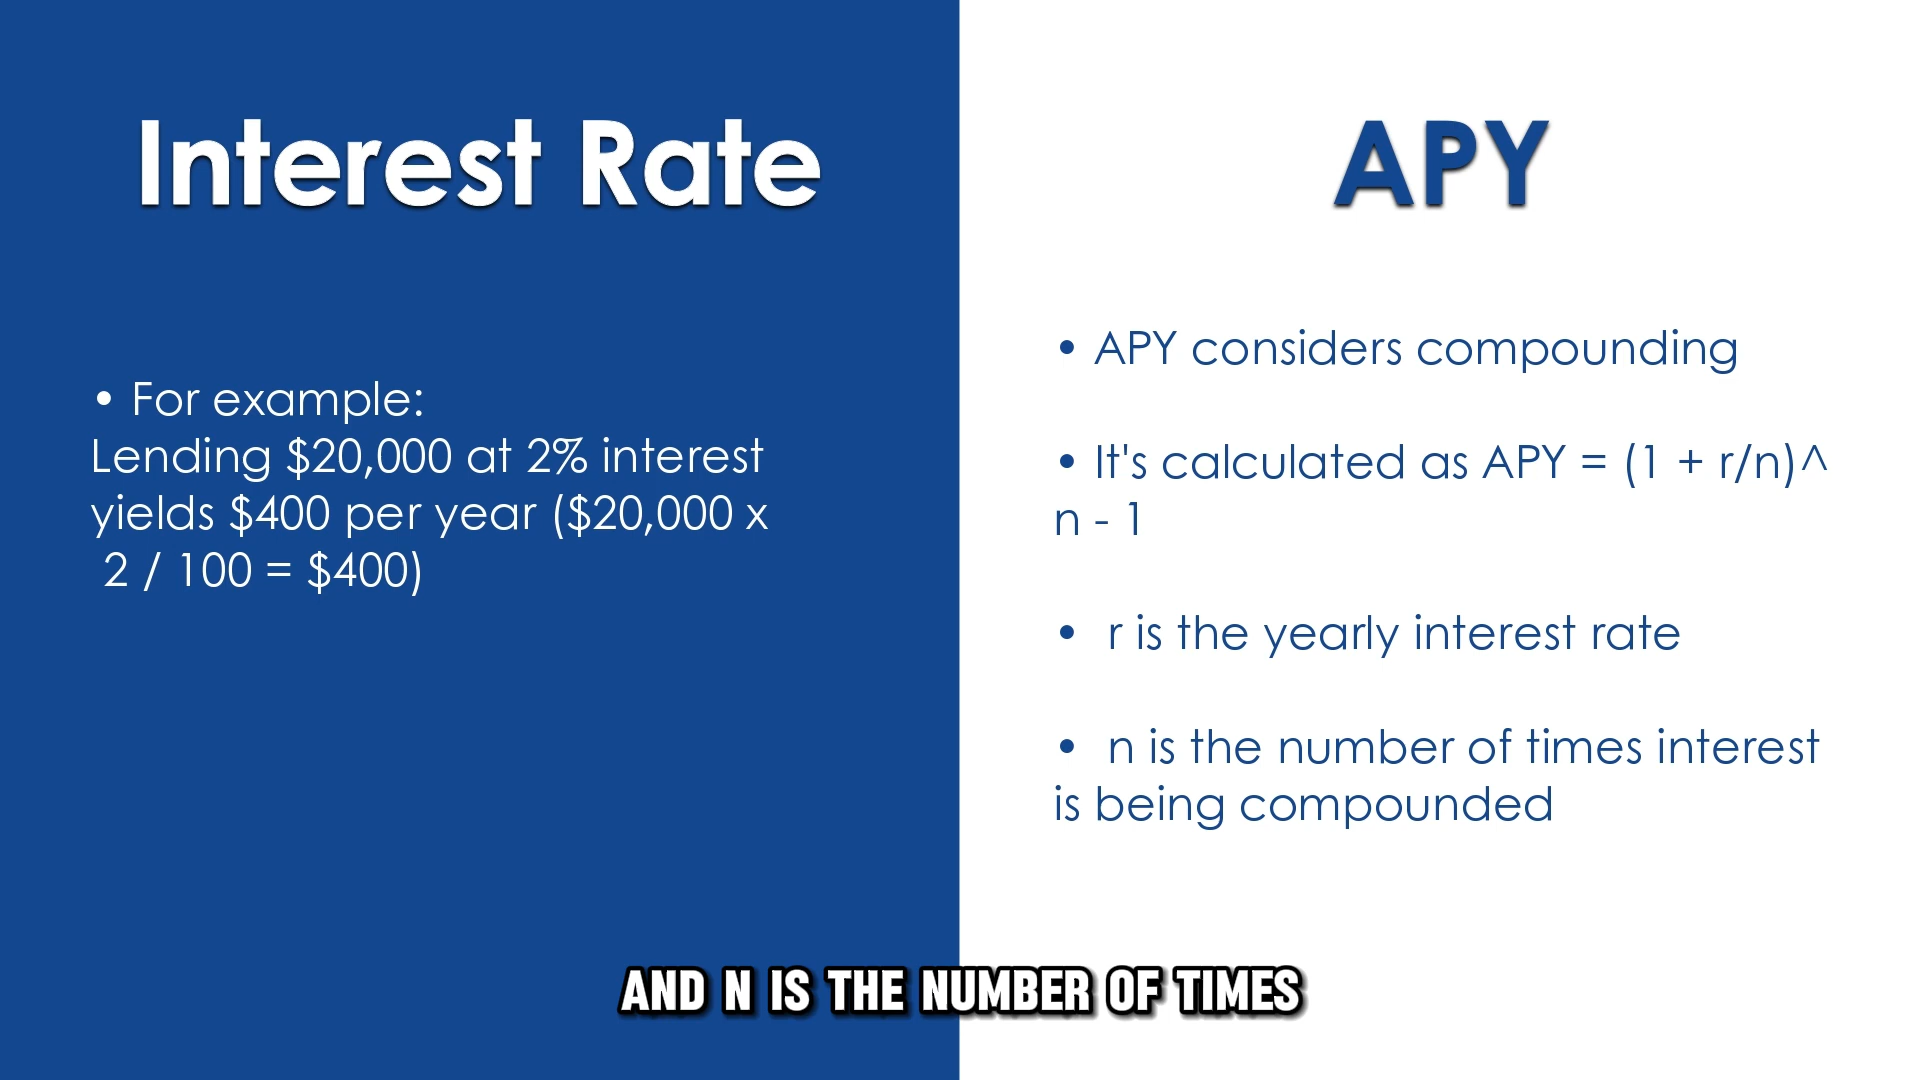 Interest Rate
• For example:
Lending $20,000 at 2% interest
yields $400 per year ($20,000 x
2 / 100 = $400)
APY
• APY considers compounding
• It's calculated as APY = (1 + r/n)^
n - 1
• r is the yearly interest rate
• n is the number of times interest
is being compounded
AND N IS THE NUMBER OF TIMES